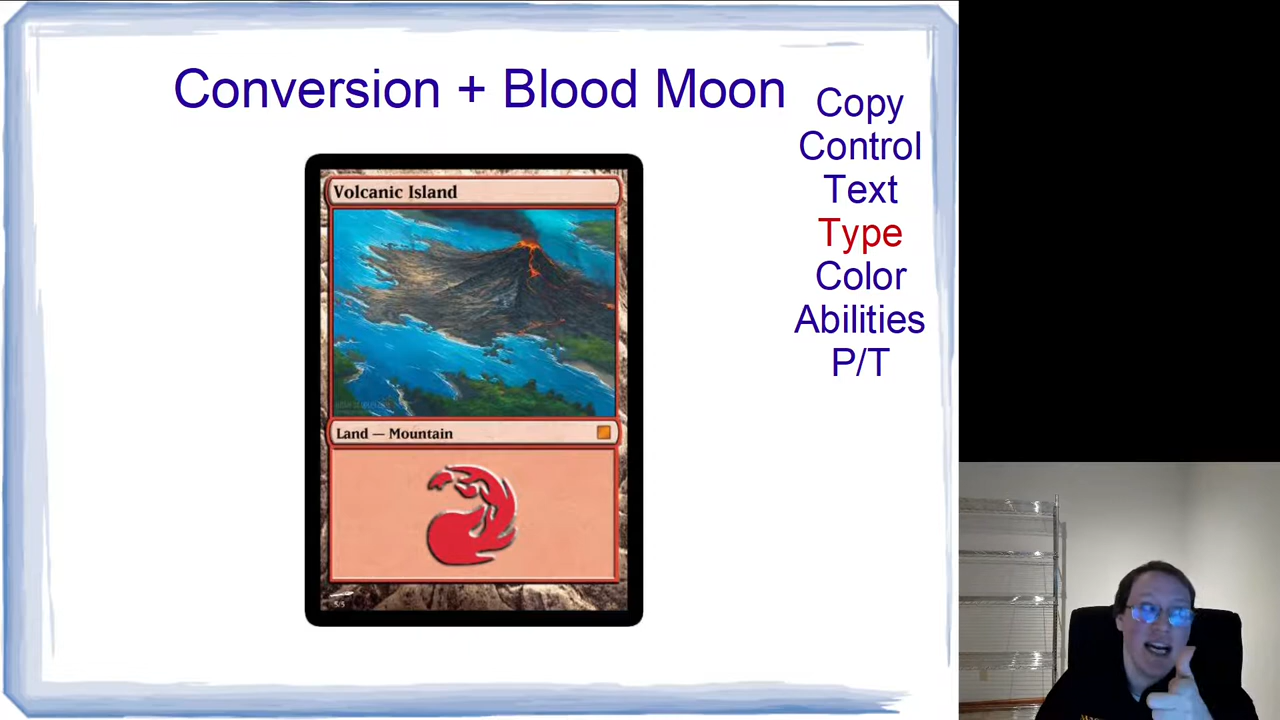 Conversion + Blood Moon
Copy
Control
Text
Type
Color
Abilities
P/T
Volcanic Island
Land — Mountain